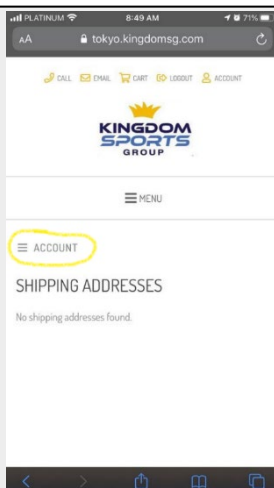 PLATINUM 8:49 AM 71%
AA tokyo.kingdomsg.com
CALL EMAIL CART LOGOUT ACCOUNT
KINGDOM
SPORTS
GROUP
MENU
ACCOUNT
SHIPPING ADDRESSES
No shipping addresses found.